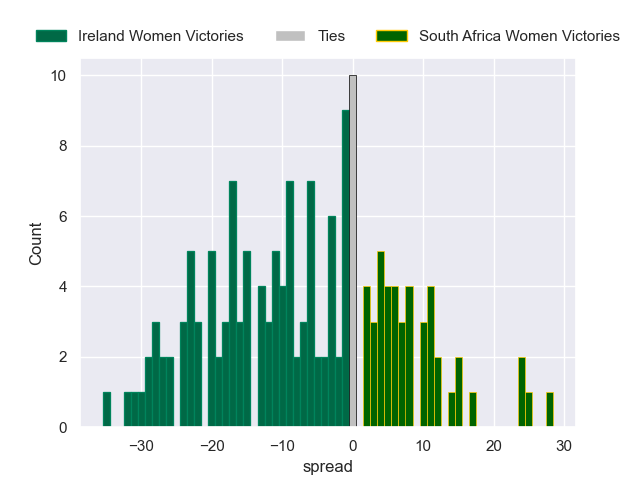 Ireland Women Victories Ties South Africa Women Victories
10
8
6
4
2
0
Count
−30 −20 −10 0 10 20 30
spread